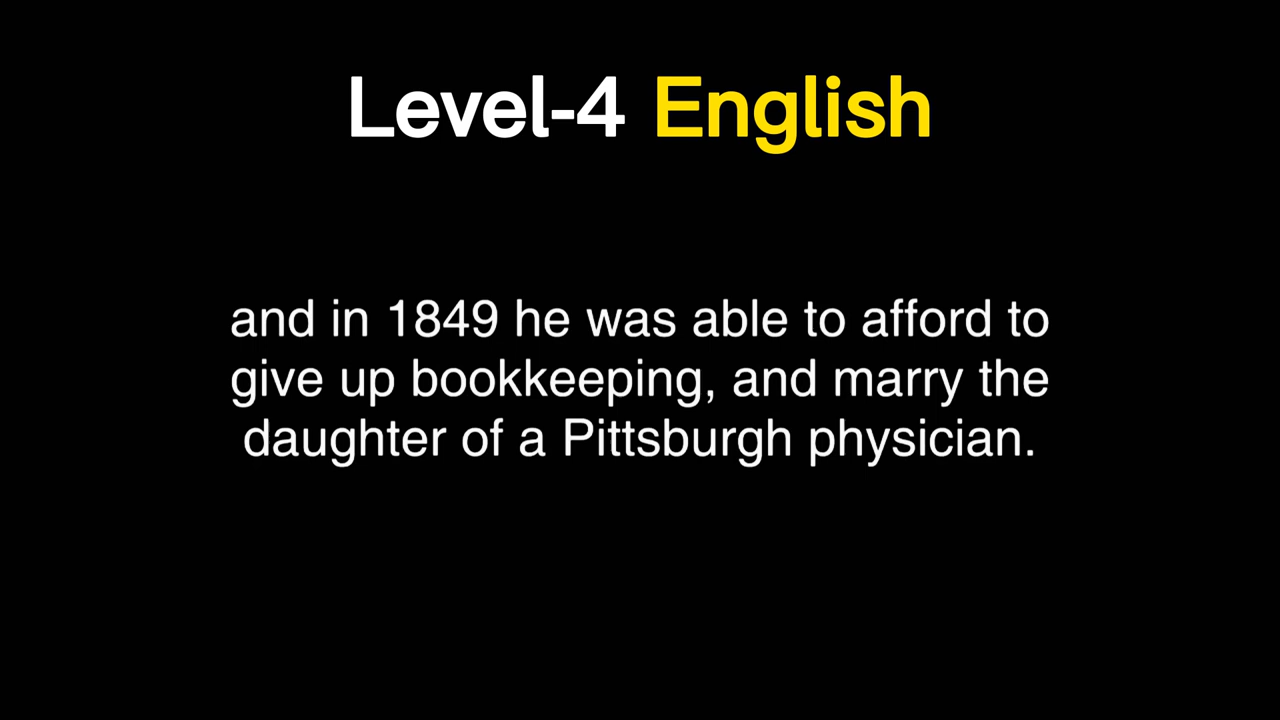 Level-4 English
and in 1849 he was able to afford to
give up bookkeeping, and marry the
daughter of a Pittsburgh physician.